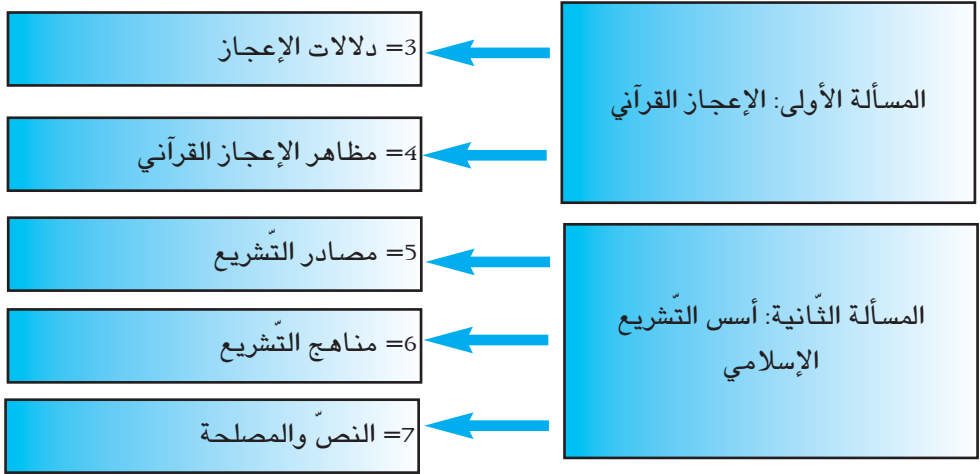 المسألة الأولى: الإعجاز القرآني
3= دلالات الإعجاز
4= مظاهر الإعجاز القرآني
المسألة الثّانية: أسس التّشريع
الإسلامي
5= مصادر التّشريع
6= مناهج التّشريع
7= النصّ والمصلحة